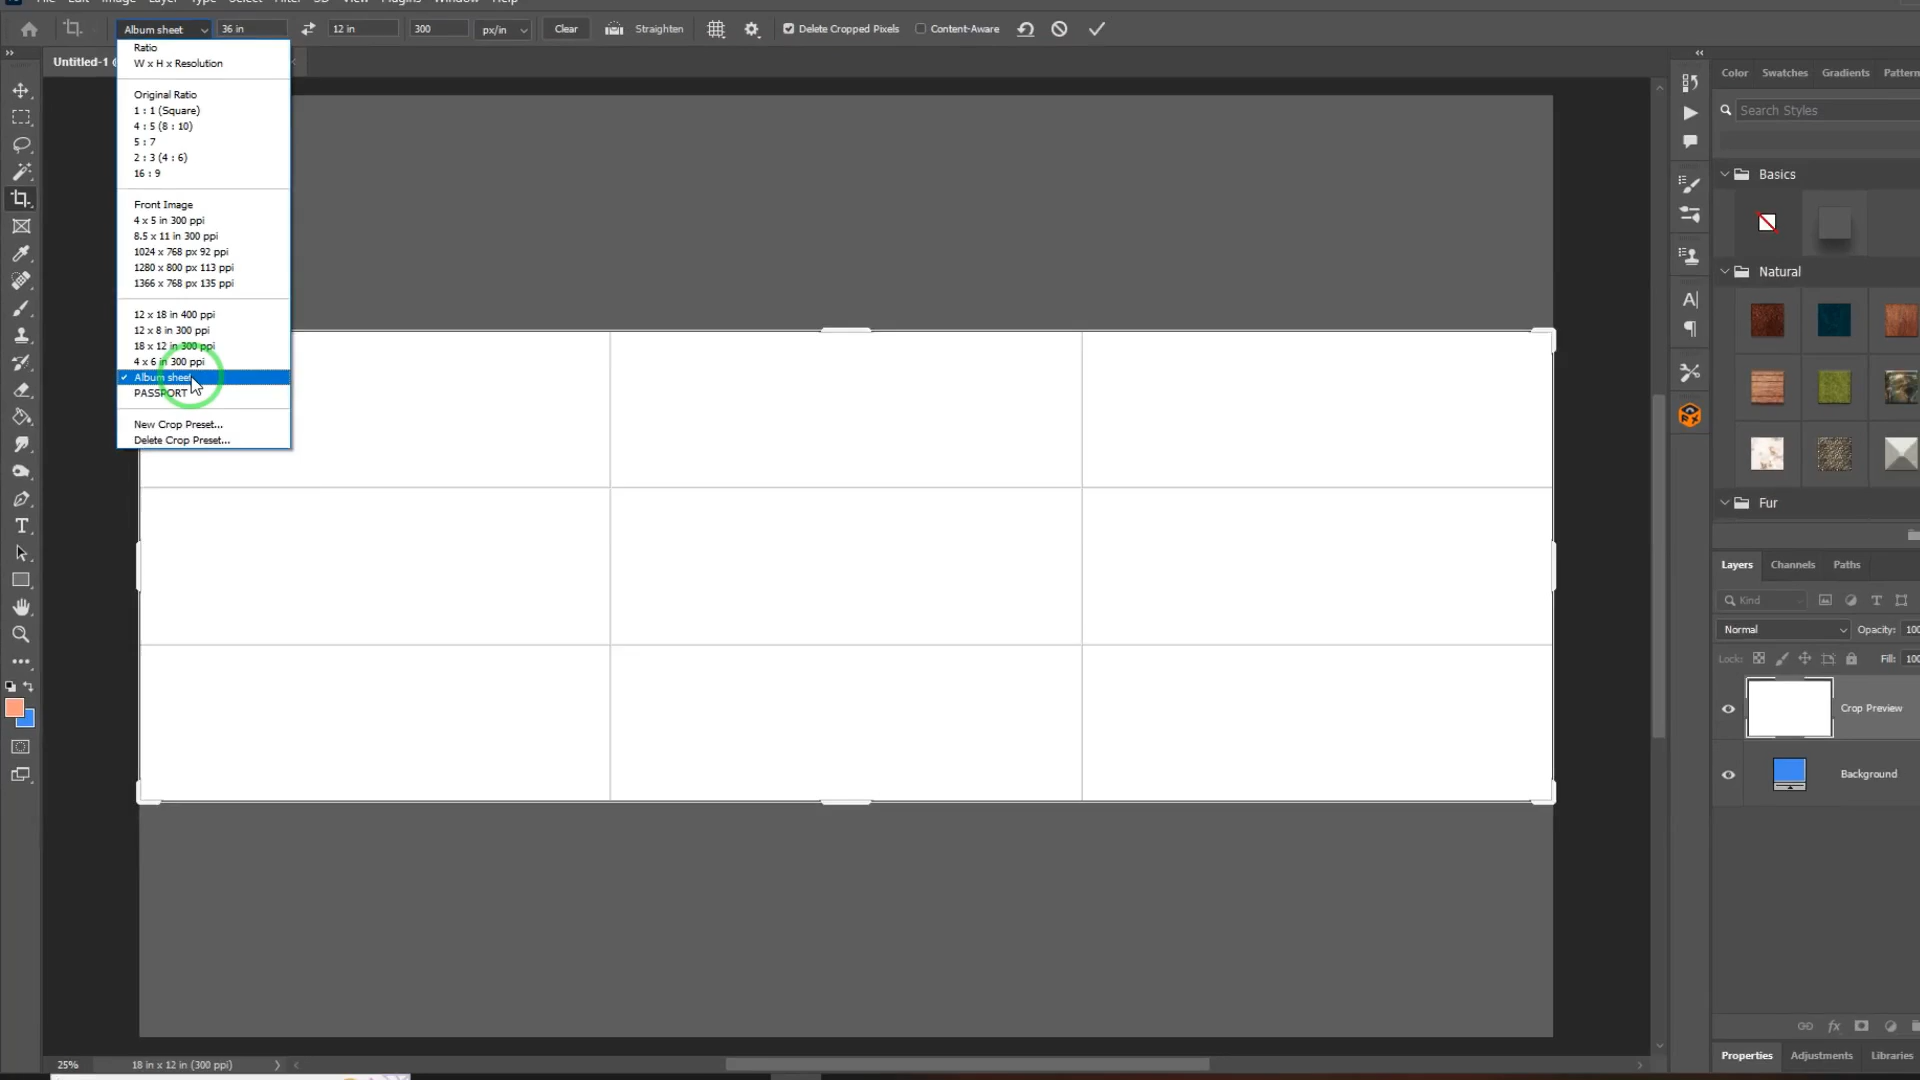 Album sheet
36 in
12 in
300
px/in
Clear
Straighten
Delete Cropped Pixels
Content-Aware
Untitled-1
Ratio
W x H x Resolution
Original Ratio
1 : 1 (Square)
4 : 5 (8 : 10)
5 : 7
2 : 3 (4 : 6)
16 : 9
Front Image
4 x 5 in 300 ppi
8.5 x 11 in 300 ppi
1024 x 768 px 92 ppi
1280 x 800 px 113 ppi
1366 x 768 px 135 ppi
12 x 18 in 400 ppi
12 x 8 in 300 ppi
18 x 12 in 300 ppi
4 x 6 in 300 ppi
Album sheet
PASSPORT
New Crop Preset...
Delete Crop Preset...
Color Swatches Gradients Pattern
Search Styles
Basics
Natural
Fur
Layers Channels Paths
Kind
Normal Opacity: 100
Lock: Fill: 100
Crop Preview
Background
Properties Adjustments Libraries
25% 18 in x 12 in (300 ppi)